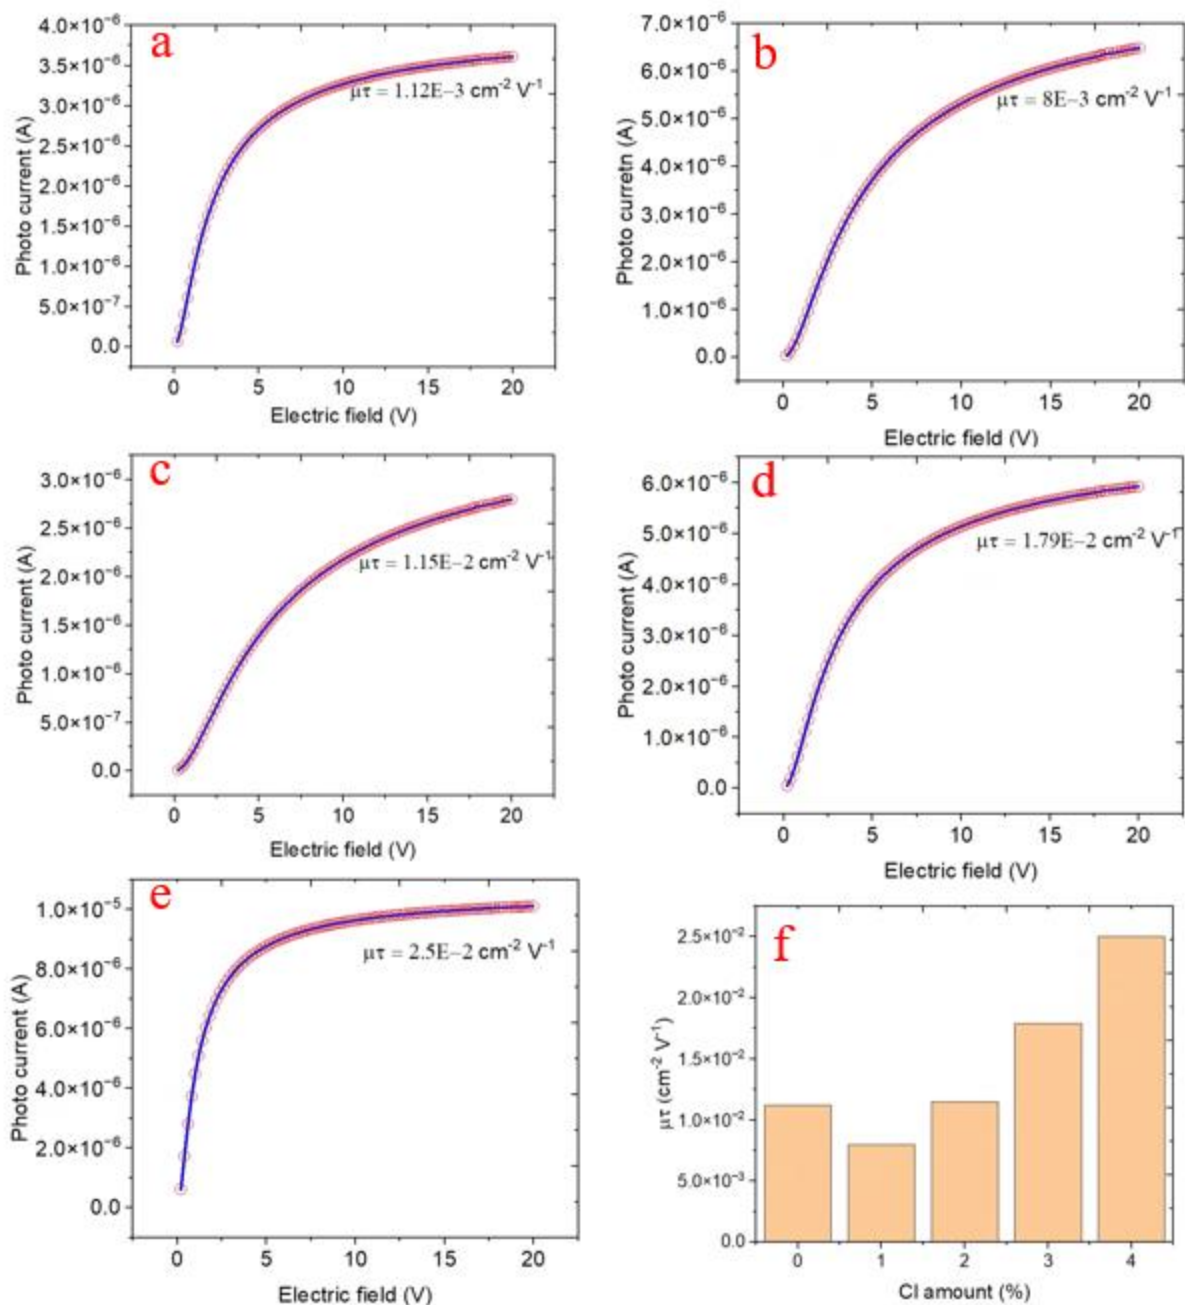 a
4.0×10⁻⁶
3.5×10⁻⁶
3.0×10⁻⁶
2.5×10⁻⁶
2.0×10⁻⁶
1.5×10⁻⁶
1.0×10⁻⁶
5.0×10⁻⁷
0.0
Photo current (A)
μτ = 1.12E−3 cm⁻² V⁻¹
0 5 10 15 20
Electric field (V)
b
7.0×10⁻⁶
6.0×10⁻⁶
5.0×10⁻⁶
4.0×10⁻⁶
3.0×10⁻⁶
2.0×10⁻⁶
1.0×10⁻⁶
0.0
Photo curretn (A)
μτ = 8E−3 cm⁻² V⁻¹
0 5 10 15 20
Electric field (V)
c
3.0×10⁻⁶
2.5×10⁻⁶
2.0×10⁻⁶
1.5×10⁻⁶
1.0×10⁻⁶
5.0×10⁻⁷
0.0
Photo current (A)
μτ = 1.15E−2 cm⁻² V⁻¹
0 5 10 15 20
Electric field (V)
d
6.0×10⁻⁶
5.0×10⁻⁶
4.0×10⁻⁶
3.0×10⁻⁶
2.0×10⁻⁶
1.0×10⁻⁶
0.0
Photo current (A)
μτ = 1.79E−2 cm⁻² V⁻¹
0 5 10 15 20
Electric field (V)
e
1.0×10⁻⁵
8.0×10⁻⁶
6.0×10⁻⁶
4.0×10⁻⁶
2.0×10⁻⁶
0.0
Photo current (A)
μτ = 2.5E−2 cm⁻² V⁻¹
0 5 10 15 20
Electric field (V)
f
2.5×10⁻²
2.0×10⁻²
1.5×10⁻²
1.0×10⁻²
5.0×10⁻³
0.0
μτ (cm⁻² V⁻¹)
0 1 2 3 4
Cl amount (%)